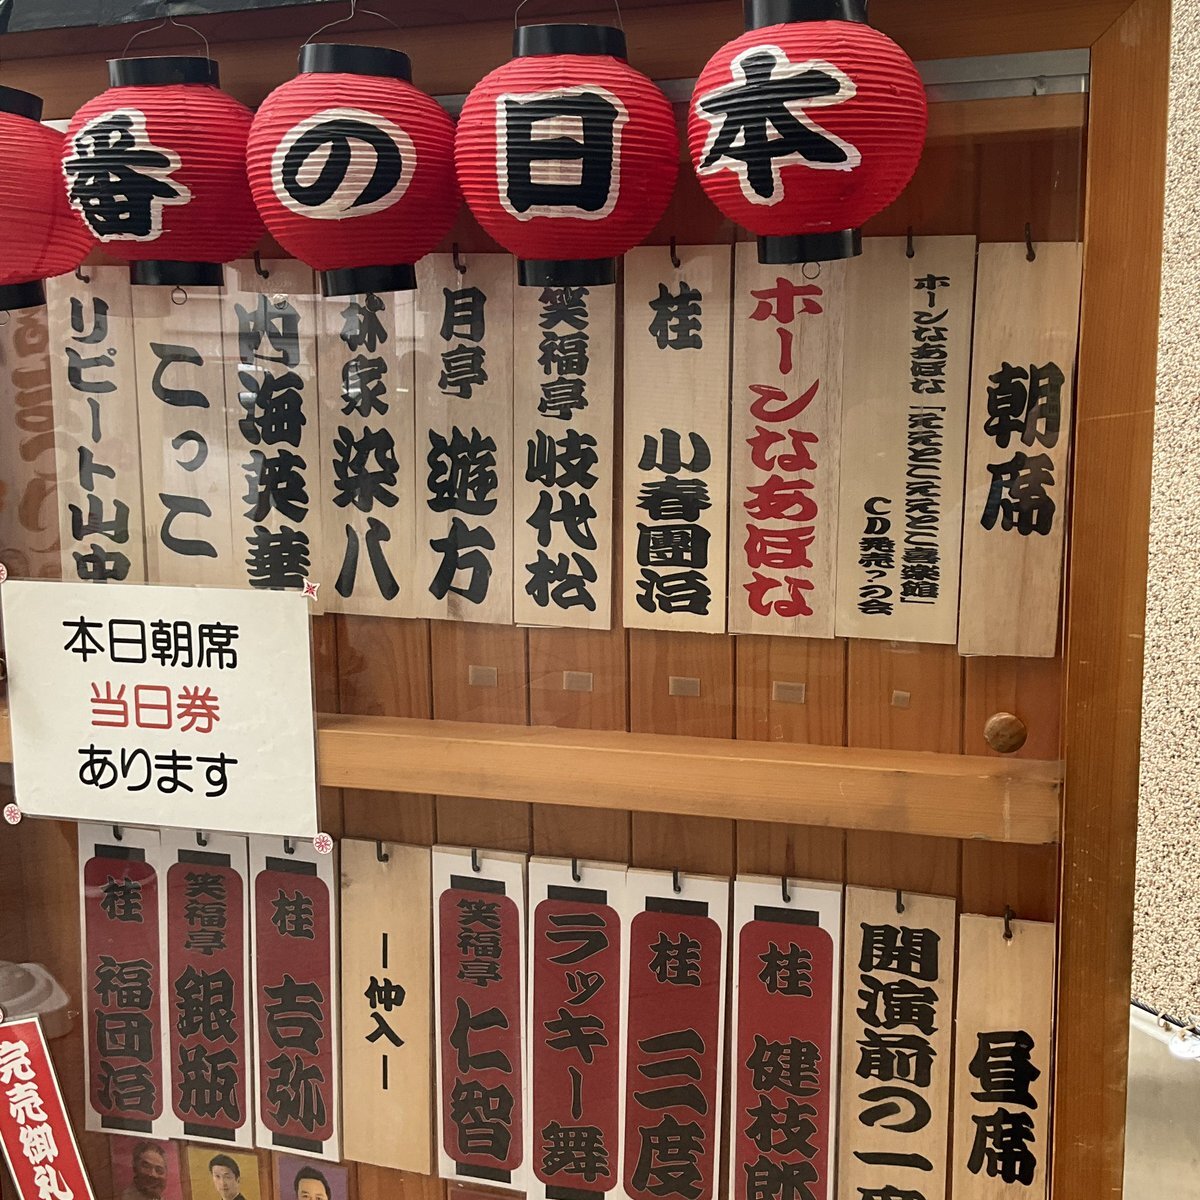 本
日
の
番
朝席
ホーンなあほな「ええとこええとこ喜楽館」
CD発売の会
ホーンなあほな
桂 小春團治
笑福亭 岐代松
月亭 遊方
林家 染八
内海英華
こっこ
リピート山中
本日朝席
当日券
あります
昼席
開演前の一席
桂 健枝郎
桂 三度
ラッキー舞
笑福亭 仁智
―仲入―
桂 吉弥
笑福亭 銀瓶
桂 福団治
完売御礼